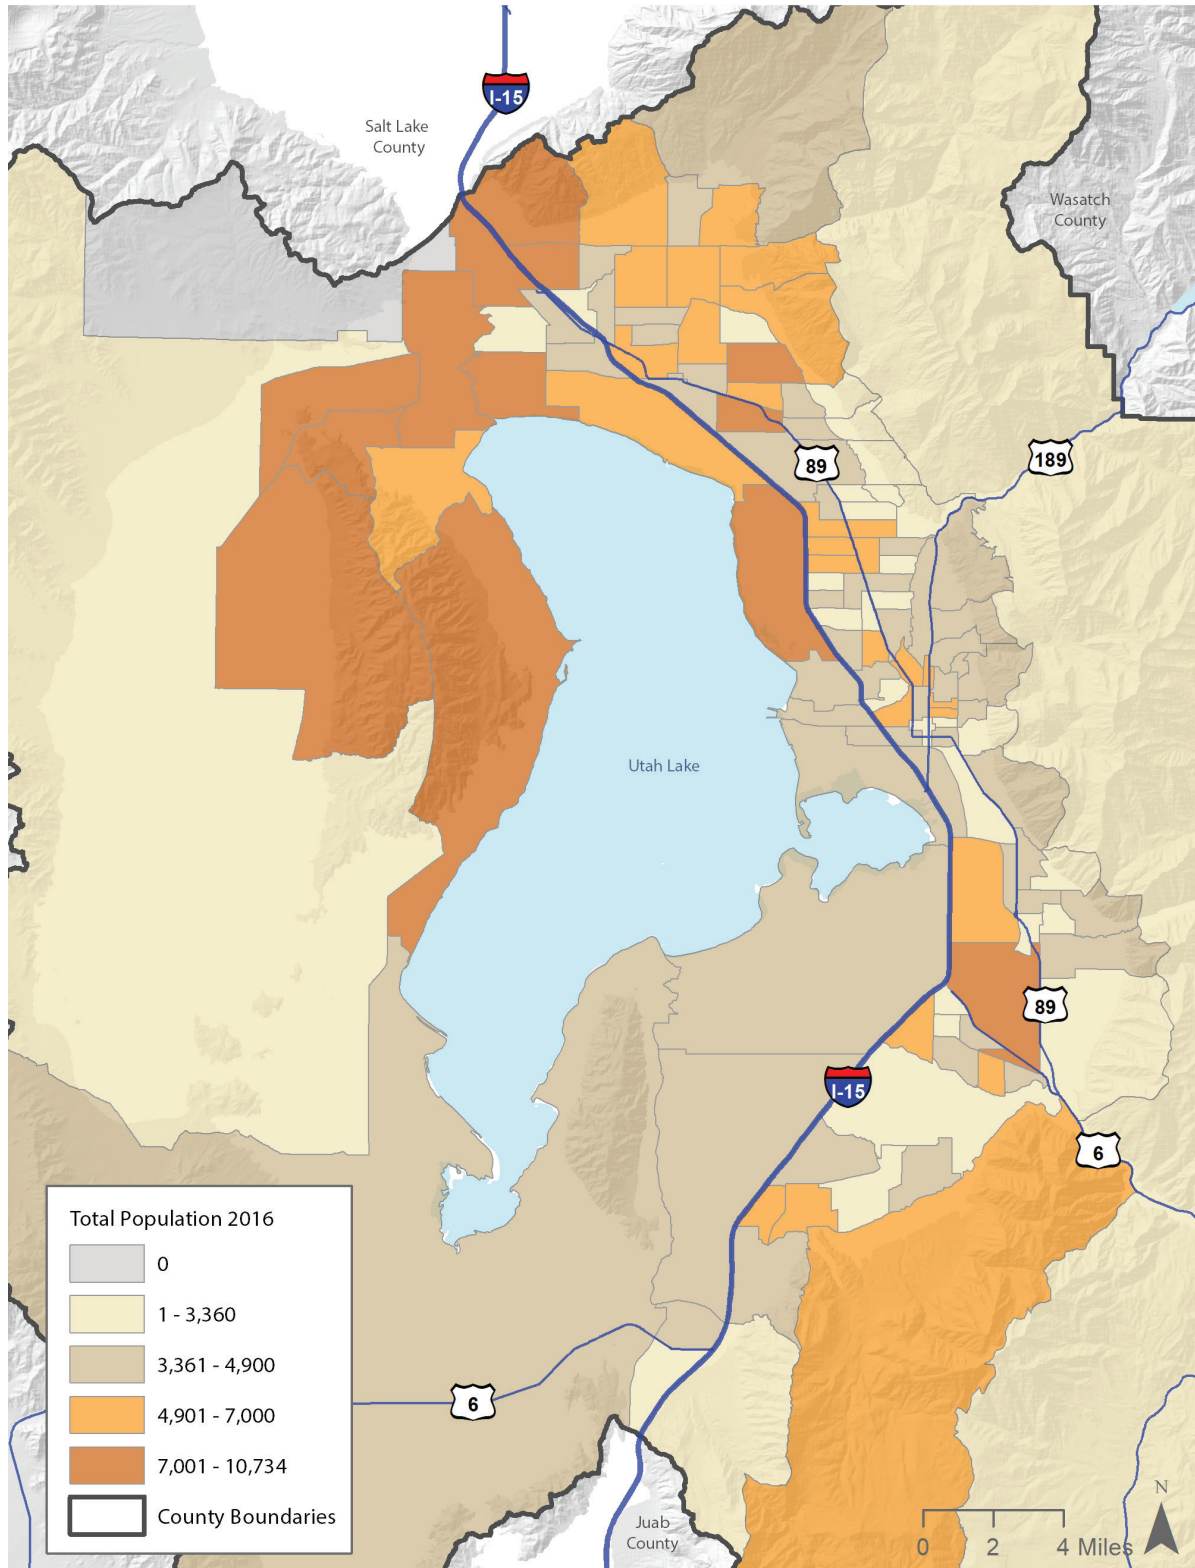 I-15
Salt Lake
County
Wasatch
County
89
189
Utah Lake
89
I-15
6
Total Population 2016
0
1 - 3,360
3,361 - 4,900
4,901 - 7,000
7,001 - 10,734
County Boundaries
6
Juab
County
N
0 2 4 Miles